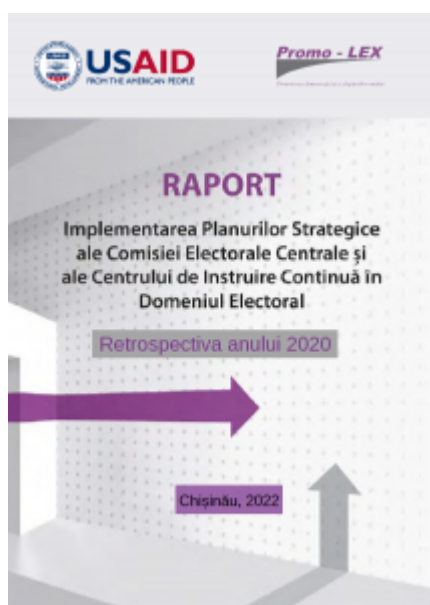 USAID
FROM THE AMERICAN PEOPLE
Promo - LEX
RAPORT
Implementarea Planurilor Strategice
ale Comisiei Electorale Centrale și
ale Centrului de Instruire Continuă în
Domeniul Electoral
Retrospectiva anului 2020
Chișinău, 2022